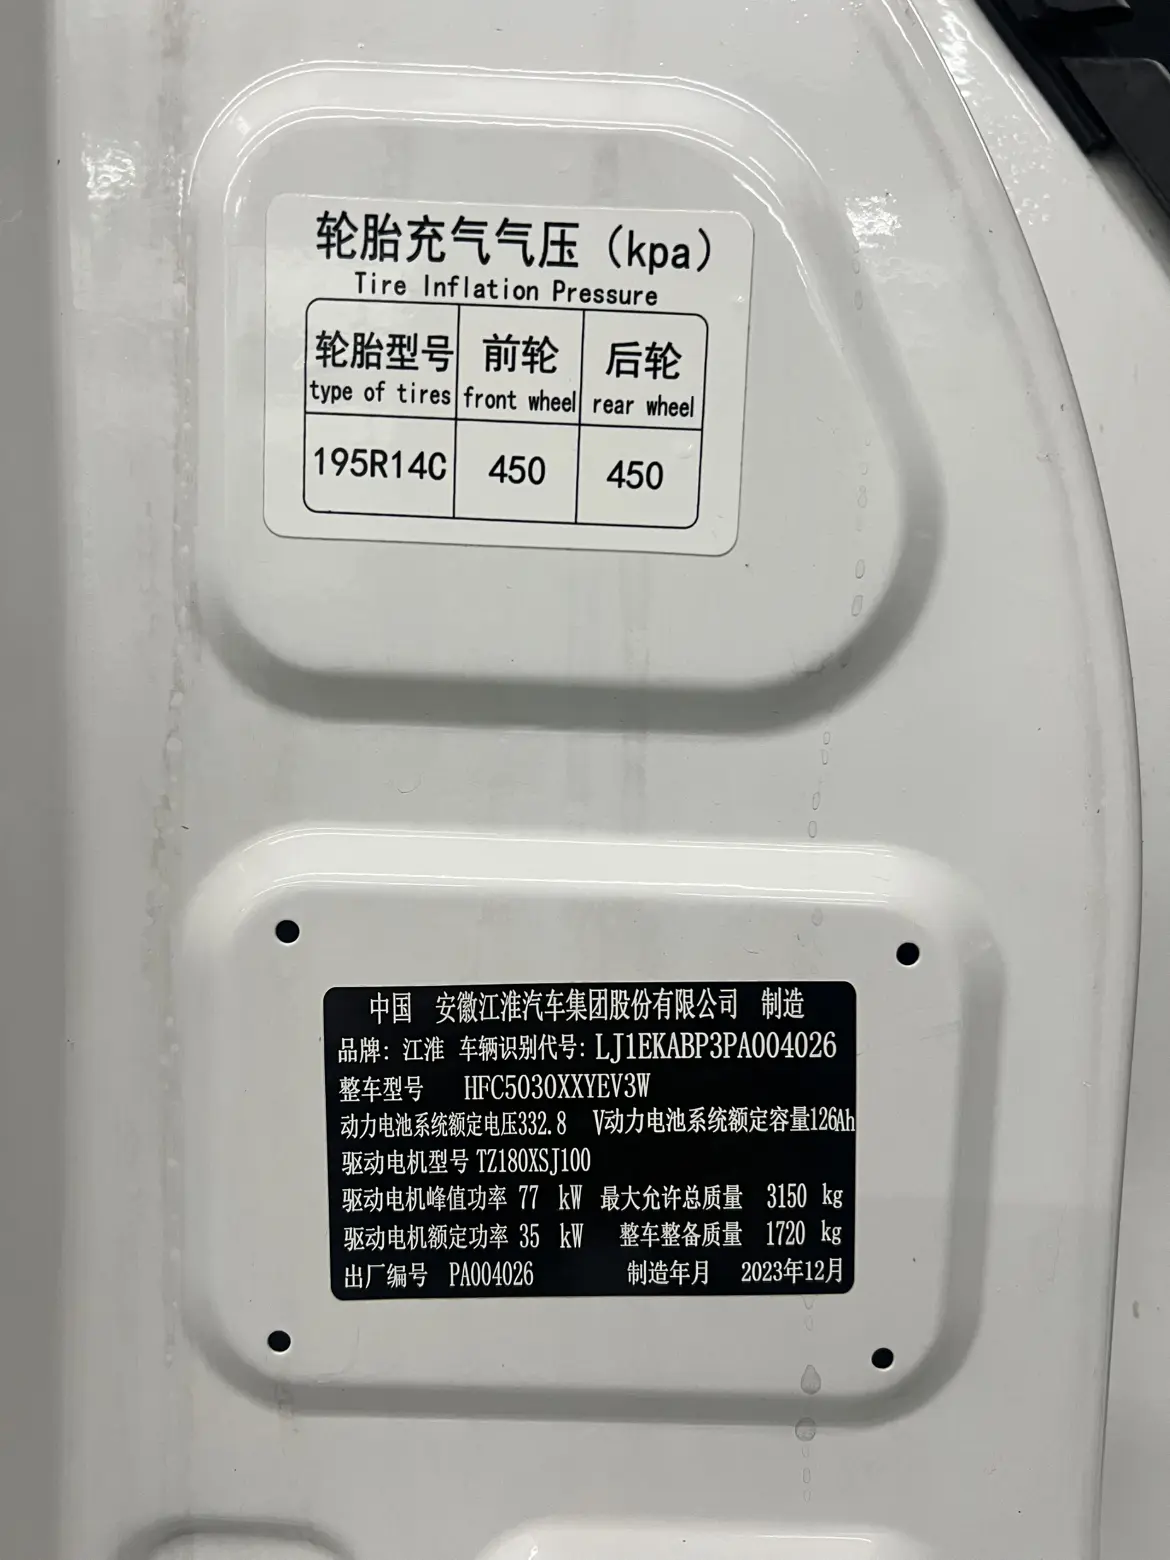 轮胎充气气压（kpa）
Tire Inflation Pressure
轮胎型号 前轮 后轮
type of tires front wheel rear wheel
195R14C 450 450
中国 安徽江淮汽车集团股份有限公司 制造
品牌: 江淮 车辆识别代号: LJ1EKABP3PA004026
整车型号 HFC5030XXYEV3W
动力电池系统额定电压332.8 V动力电池系统额定容量126Ah
驱动电机型号 TZ180XSJ100
驱动电机峰值功率 77 kW 最大允许总质量 3150 kg
驱动电机额定功率 35 kW 整车整备质量 1720 kg
出厂编号 PA004026 制造年月 2023年12月